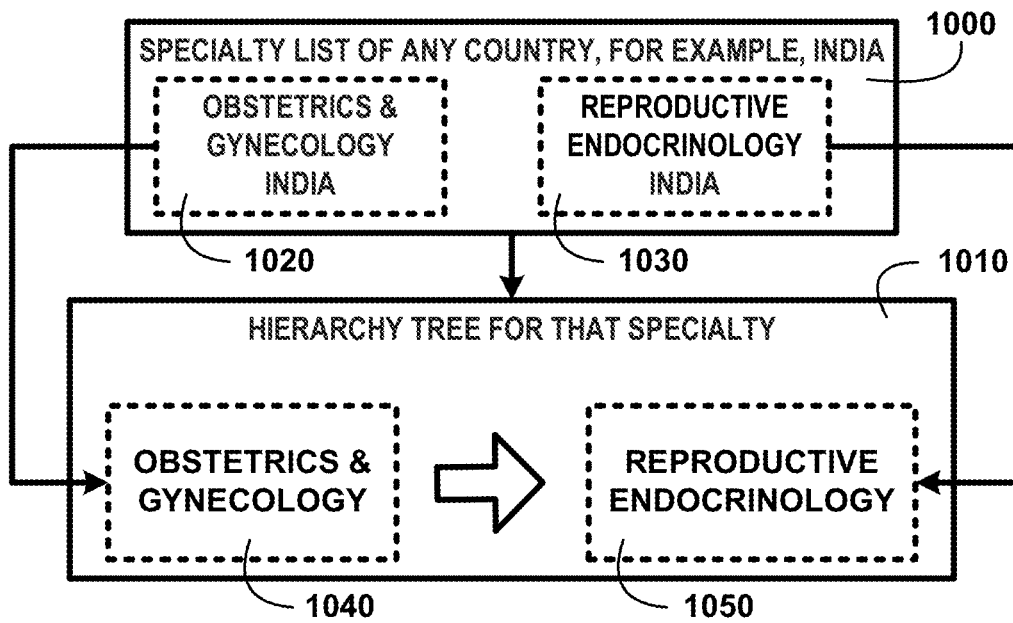 SPECIALTY LIST OF ANY COUNTRY, FOR EXAMPLE, INDIA
1000
OBSTETRICS &
GYNECOLOGY
INDIA
REPRODUCTIVE
ENDOCRINOLOGY
INDIA
1020
1030
1010
HIERARCHY TREE FOR THAT SPECIALTY
OBSTETRICS &
GYNECOLOGY
REPRODUCTIVE
ENDOCRINOLOGY
1040
1050